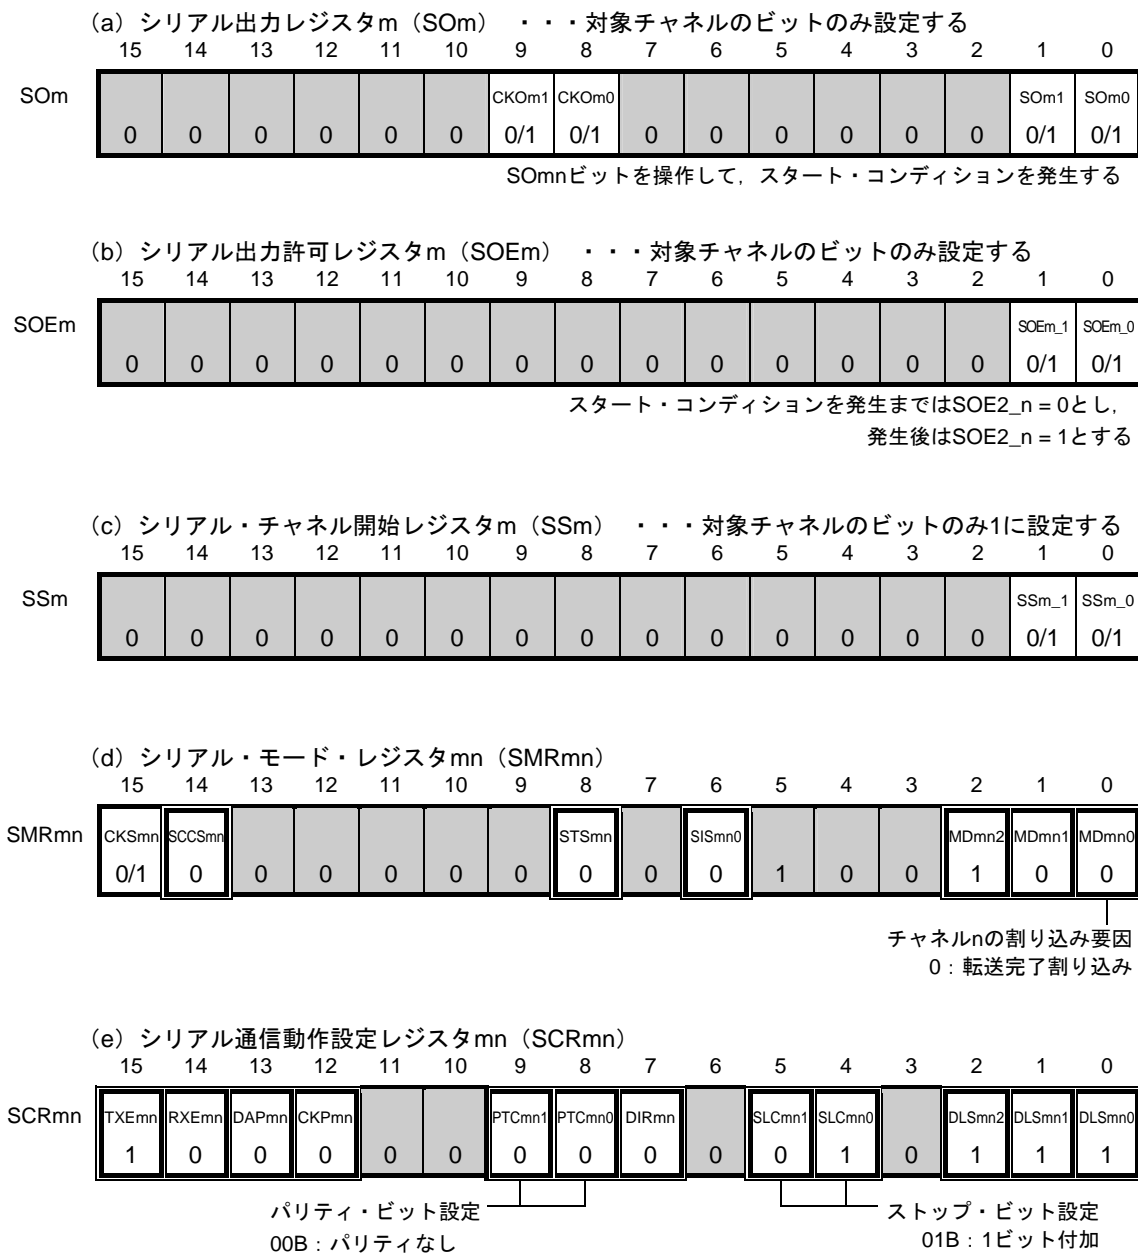 (a) シリアル出力レジスタm（SOm） ・・・対象チャネルのビットのみ設定する
15 14 13 12 11 10 9 8 7 6 5 4 3 2 1 0
SOm
CKOm1 CKOm0 SOm1 SOm0
0 0 0 0 0 0 0/1 0/1 0 0 0 0 0 0 0/1 0/1
SOmnビットを操作して，スタート・コンディションを発生する
(b) シリアル出力許可レジスタm（SOEm） ・・・対象チャネルのビットのみ設定する
15 14 13 12 11 10 9 8 7 6 5 4 3 2 1 0
SOEm
SOEm_1 SOEm_0
0 0 0 0 0 0 0 0 0 0 0 0 0 0 0/1 0/1
スタート・コンディションを発生まではSOE2_n = 0とし，
発生後はSOE2_n = 1とする
(c) シリアル・チャネル開始レジスタm（SSm） ・・・対象チャネルのビットのみ1に設定する
15 14 13 12 11 10 9 8 7 6 5 4 3 2 1 0
SSm
SSm_1 SSm_0
0 0 0 0 0 0 0 0 0 0 0 0 0 0 0/1 0/1
(d) シリアル・モード・レジスタmn（SMRmn）
15 14 13 12 11 10 9 8 7 6 5 4 3 2 1 0
SMRmn
CKSmn SCCSmn STSmn SISmn0 MDmn2 MDmn1 MDmn0
0/1 0 0 0 0 0 0 0 0 0 1 0 0 1 0 0
チャネルnの割り込み要因
0：転送完了割り込み
(e) シリアル通信動作設定レジスタmn（SCRmn）
15 14 13 12 11 10 9 8 7 6 5 4 3 2 1 0
SCRmn
TXEmn RXEmn DAPmn CKPmn PTCmn1 PTCmn0 DIRmn SLCmn1 SLCmn0 DLSmn2 DLSmn1 DLSmn0
1 0 0 0 0 0 0 0 0 0 0 1 0 1 1 1
パリティ・ビット設定 ストップ・ビット設定
00B：パリティなし 01B：1ビット付加